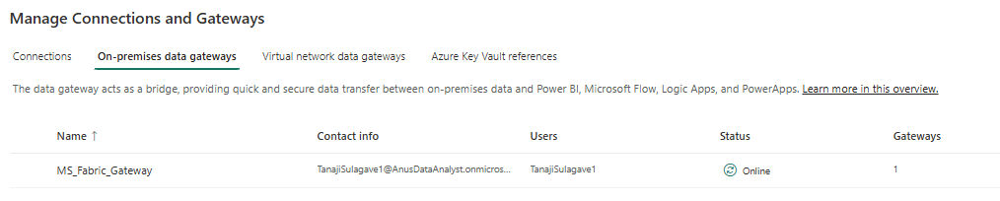 Manage Connections and Gateways
Connections On-premises data gateways Virtual network data gateways Azure Key Vault references
The data gateway acts as a bridge, providing quick and secure data transfer between on-premises data and Power BI, Microsoft Flow, Logic Apps, and PowerApps. Learn more in this overview.
Name ↑ Contact info Users Status Gateways
MS_Fabric_Gateway TanajiSulagave1@AnusDataAnalyst.onmicros... TanajiSulagave1 Online 1